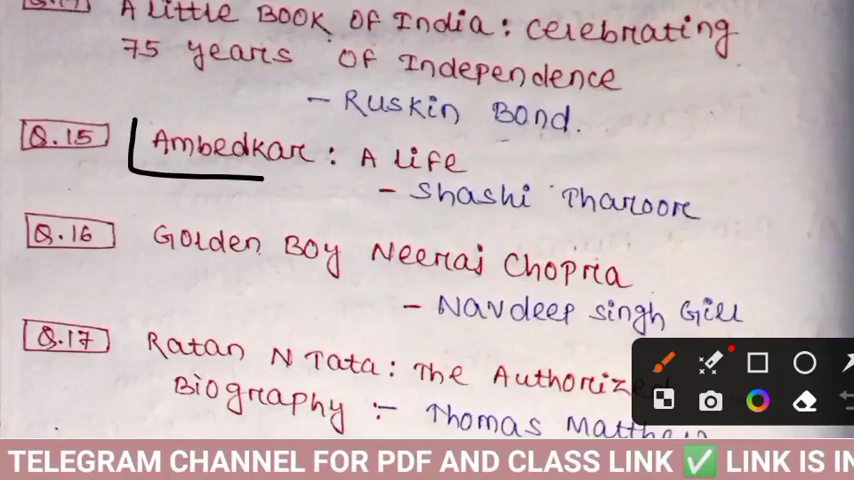 A Little Book Of India: Celebrating
75 years Of Independence
- Ruskin Bond.
Q.15 Ambedkar: A Life
- Shashi Tharoor
Q.16 Golden Boy Neeraj Chopra
- Navdeep Singh Gill
Q.17 Ratan N Tata: The Authorized
Biography :- Thomas
TELEGRAM CHANNEL FOR PDF AND CLASS LINK ✅ LINK IS IN